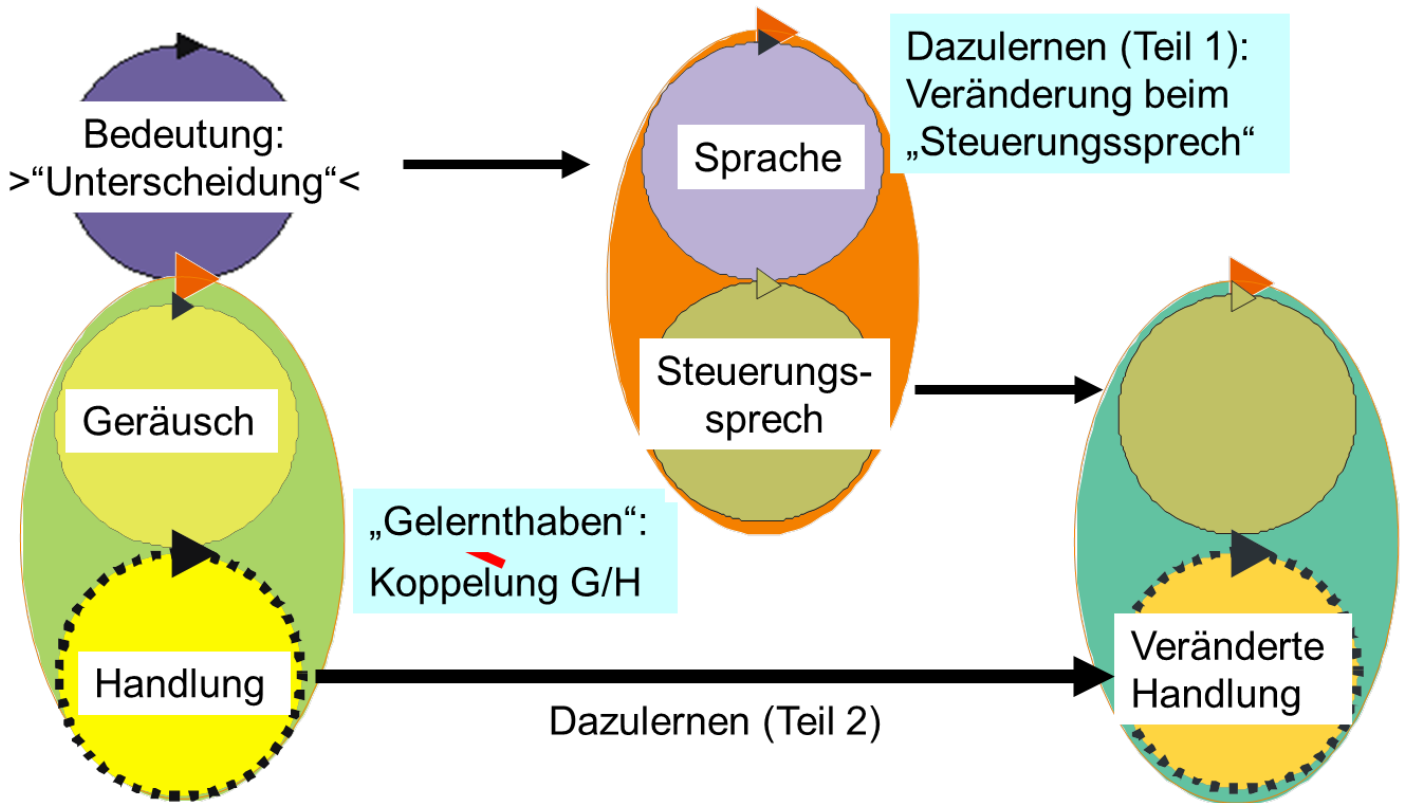 Bedeutung:
>“Unterscheidung“<
Sprache
Dazulernen (Teil 1):
Veränderung beim
„Steuerungssprech“
Geräusch
Steuerungs-
sprech
„Gelernthaben“:
Koppelung G/H
Handlung
Veränderte
Handlung
Dazulernen (Teil 2)